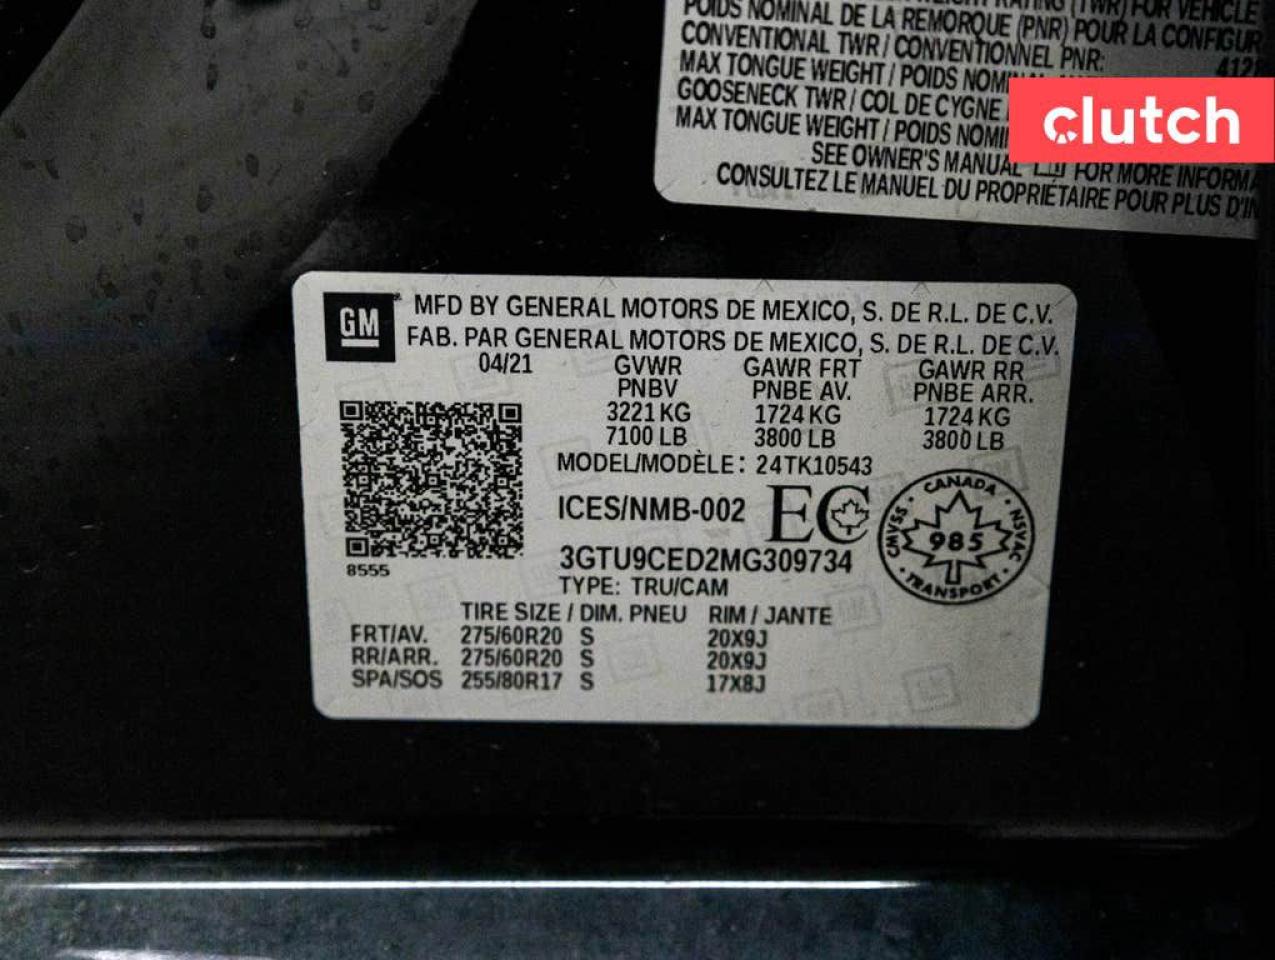 POIDS NOMINAL DE LA REMORQUE (PNR) POUR LA CONFIGUR
CONVENTIONAL TWR / CONVENTIONNEL PNR:
MAX TONGUE WEIGHT / POIDS
GOOSENECK TWR / COL DE CYGNE
MAX TONGUE WEIGHT / POIDS
SEE OWNER'S MANUAL FOR MORE INFORMA
CONSULTEZ LE MANUEL DU PROPRIÉTAIRE POUR PLUS D'IN
clutch
GM
MFD BY GENERAL MOTORS DE MEXICO, S. DE R.L. DE C.V.
FAB. PAR GENERAL MOTORS DE MEXICO, S. DE R.L. DE C.V.
04/21 GVWR GAWR FRT GAWR RR
PNBV PNBE AV. PNBE ARR.
3221 KG 1724 KG 1724 KG
7100 LB 3800 LB 3800 LB
MODEL/MODÈLE: 24TK10543
ICES/NMB-002 EC
CANADA
CMVSS 985 NSVAC
TRANSPORT
3GTU9CED2MG309734
8555
TYPE: TRU/CAM
TIRE SIZE / DIM. PNEU RIM / JANTE
FRT/AV. 275/60R20 S 20X9J
RR/ARR. 275/60R20 S 20X9J
SPA/SOS 255/80R17 S 17X8J